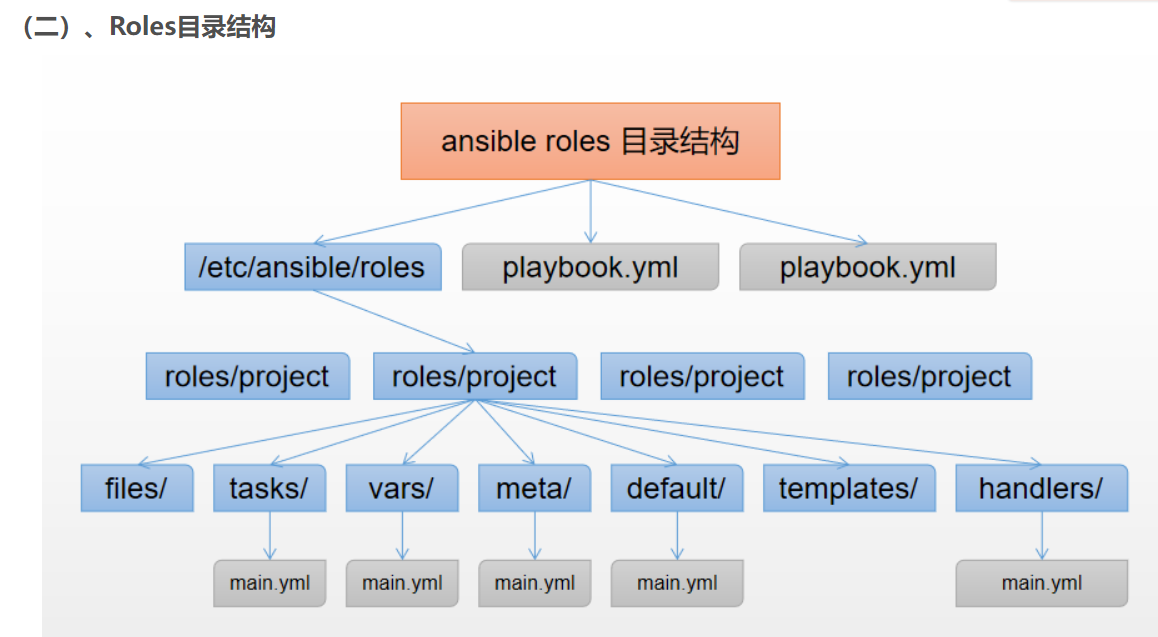 （二）、Roles目录结构
ansible roles 目录结构
/etc/ansible/roles
playbook.yml
playbook.yml
roles/project
roles/project
roles/project
roles/project
files/
tasks/
vars/
meta/
default/
templates/
handlers/
main.yml
main.yml
main.yml
main.yml
main.yml